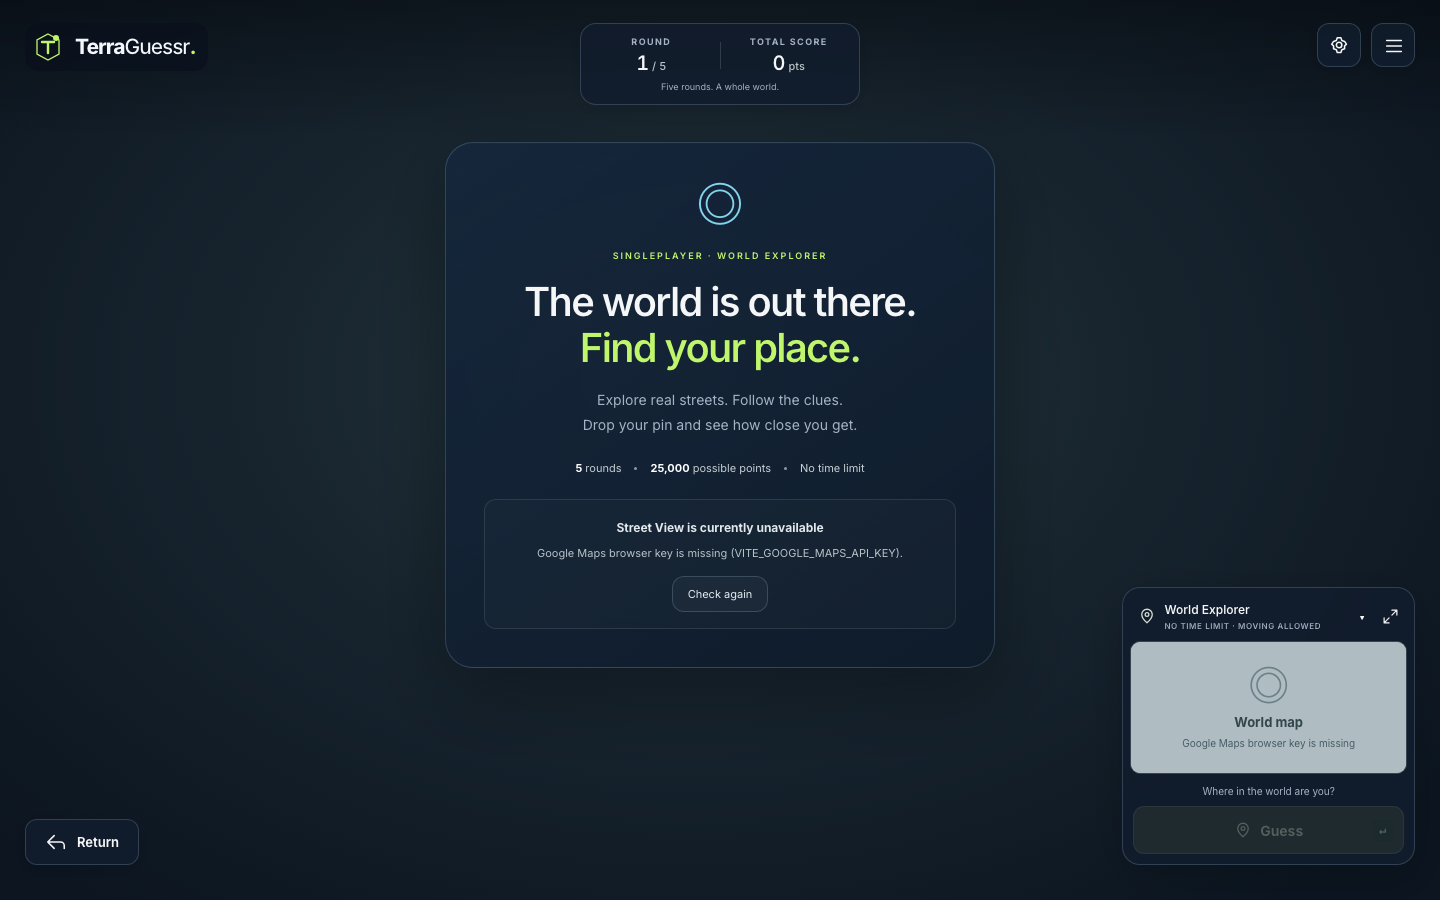 TerraGuessr.
ROUND
1 / 5
TOTAL SCORE
0 pts
Five rounds. A whole world.
SINGLEPLAYER · WORLD EXPLORER
The world is out there.
Find your place.
Explore real streets. Follow the clues.
Drop your pin and see how close you get.
5 rounds • 25,000 possible points • No time limit
Street View is currently unavailable
Google Maps browser key is missing (VITE_GOOGLE_MAPS_API_KEY).
Check again
World Explorer
NO TIME LIMIT · MOVING ALLOWED
World map
Google Maps browser key is missing
Where in the world are you?
Guess ↵
Return